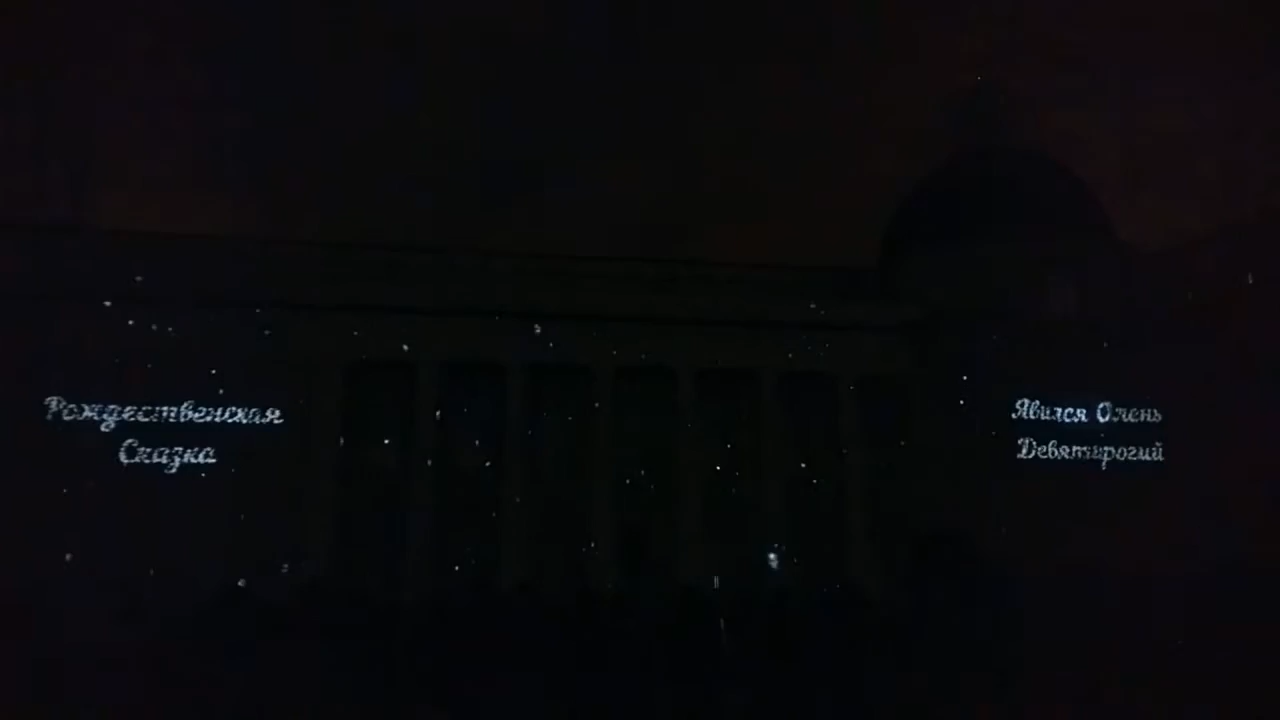 Рождественская
Сказка
Явился Олень
Девятирогий